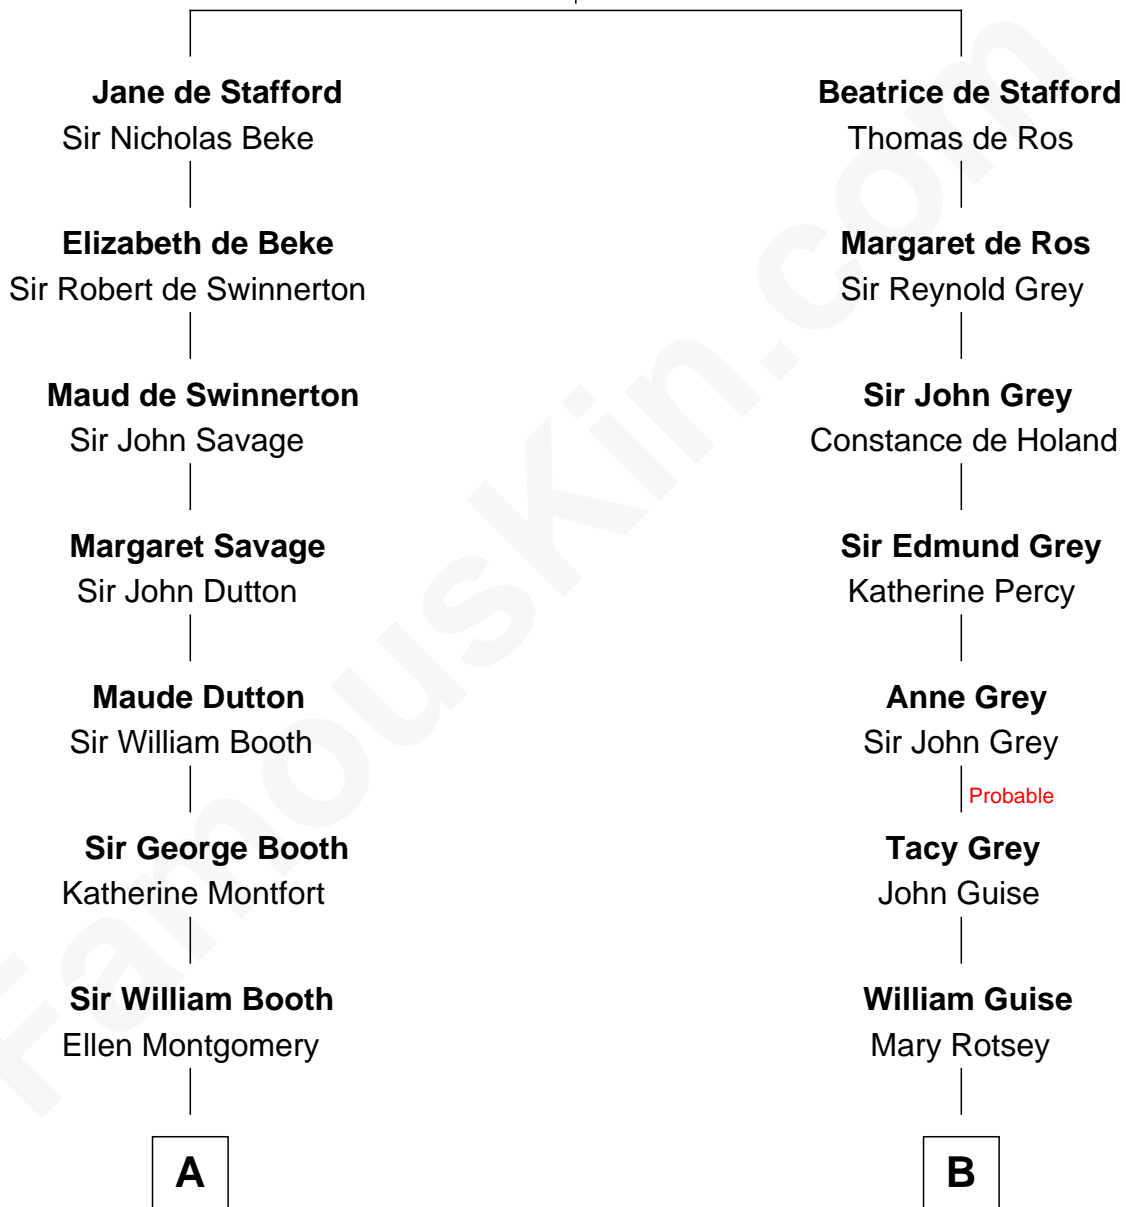 Jane de Stafford
Sir Nicholas Beke
Elizabeth de Beke
Sir Robert de Swinnerton
Maud de Swinnerton
Sir John Savage
Margaret Savage
Sir John Dutton
Maude Dutton
Sir William Booth
Sir George Booth
Katherine Montfort
Sir William Booth
Ellen Montgomery
A
Beatrice de Stafford
Thomas de Ros
Margaret de Ros
Sir Reynold Grey
Sir John Grey
Constance de Holand
Sir Edmund Grey
Katherine Percy
Anne Grey
Sir John Grey
Probable
Tacy Grey
John Guise
William Guise
Mary Rotsey
B
FamousKin.com